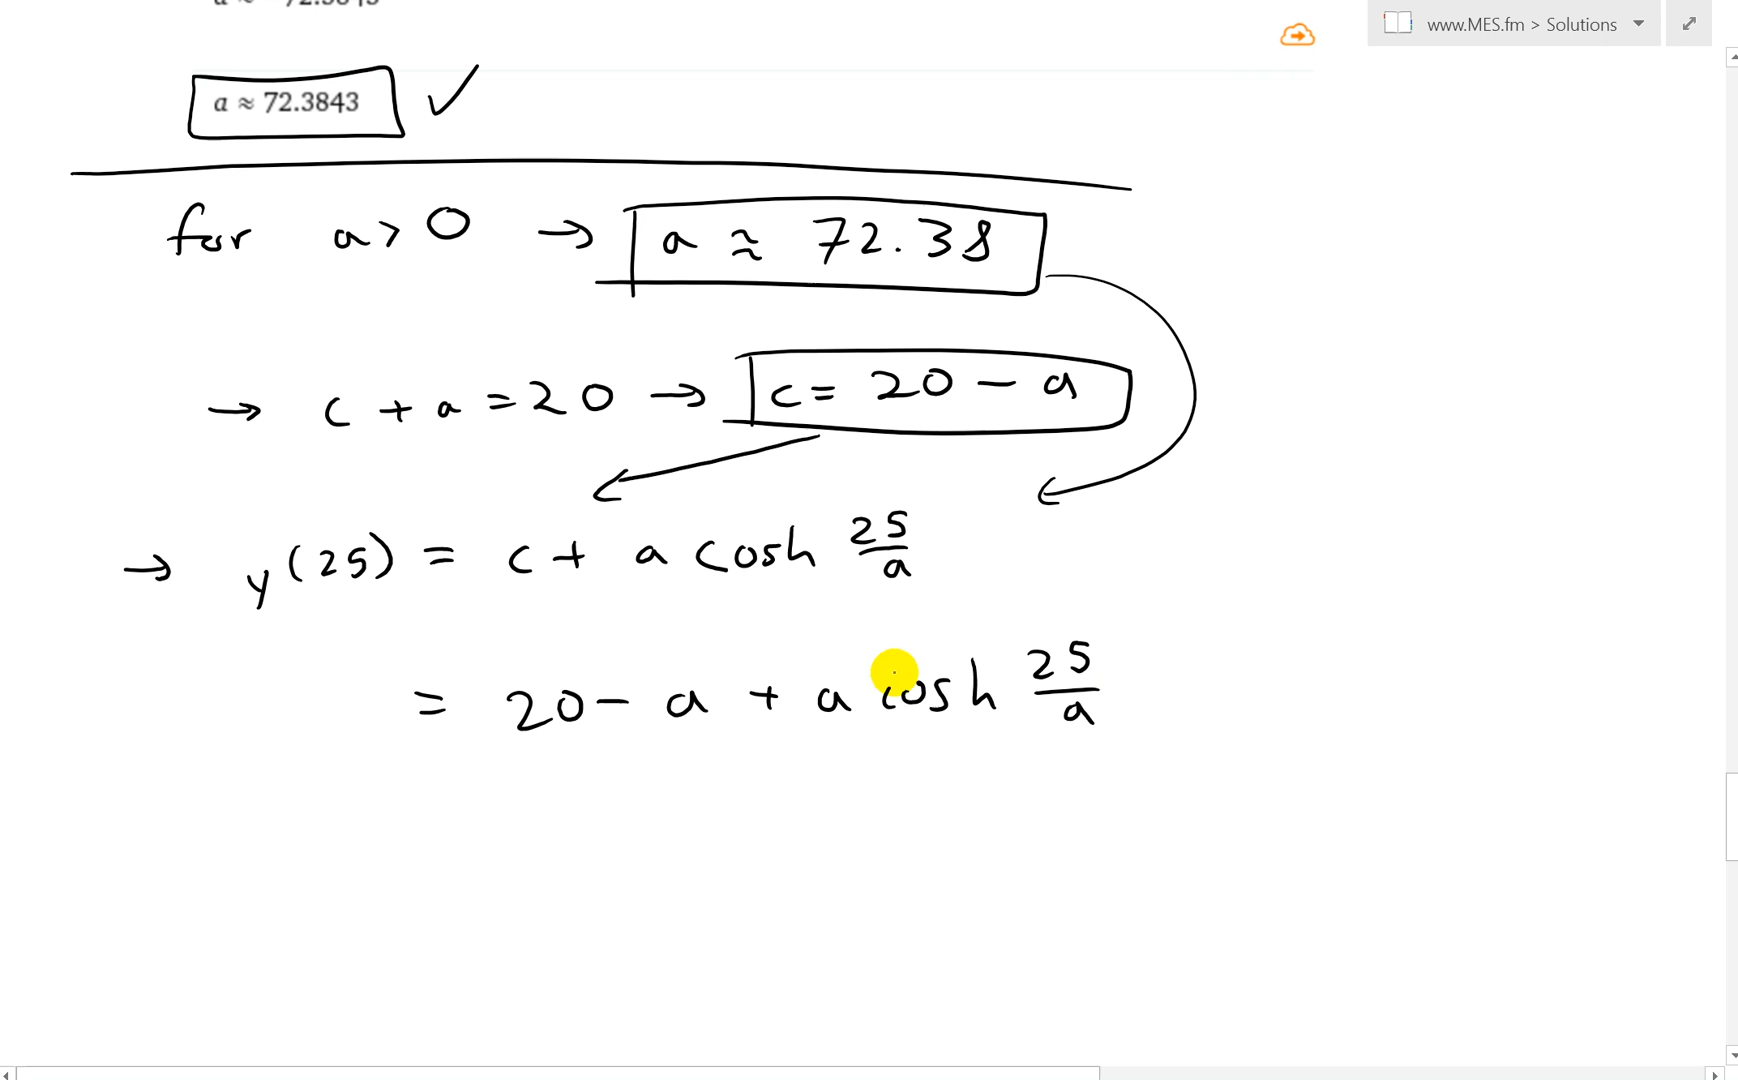 www.MES.fm > Solutions
a ≈ 72.3843 ✓
for a > 0 → a ≈ 72.38
→ c + a = 20 → c = 20 − a
→ y(25) = c + a cosh 25/a
= 20 − a + a cosh 25/a